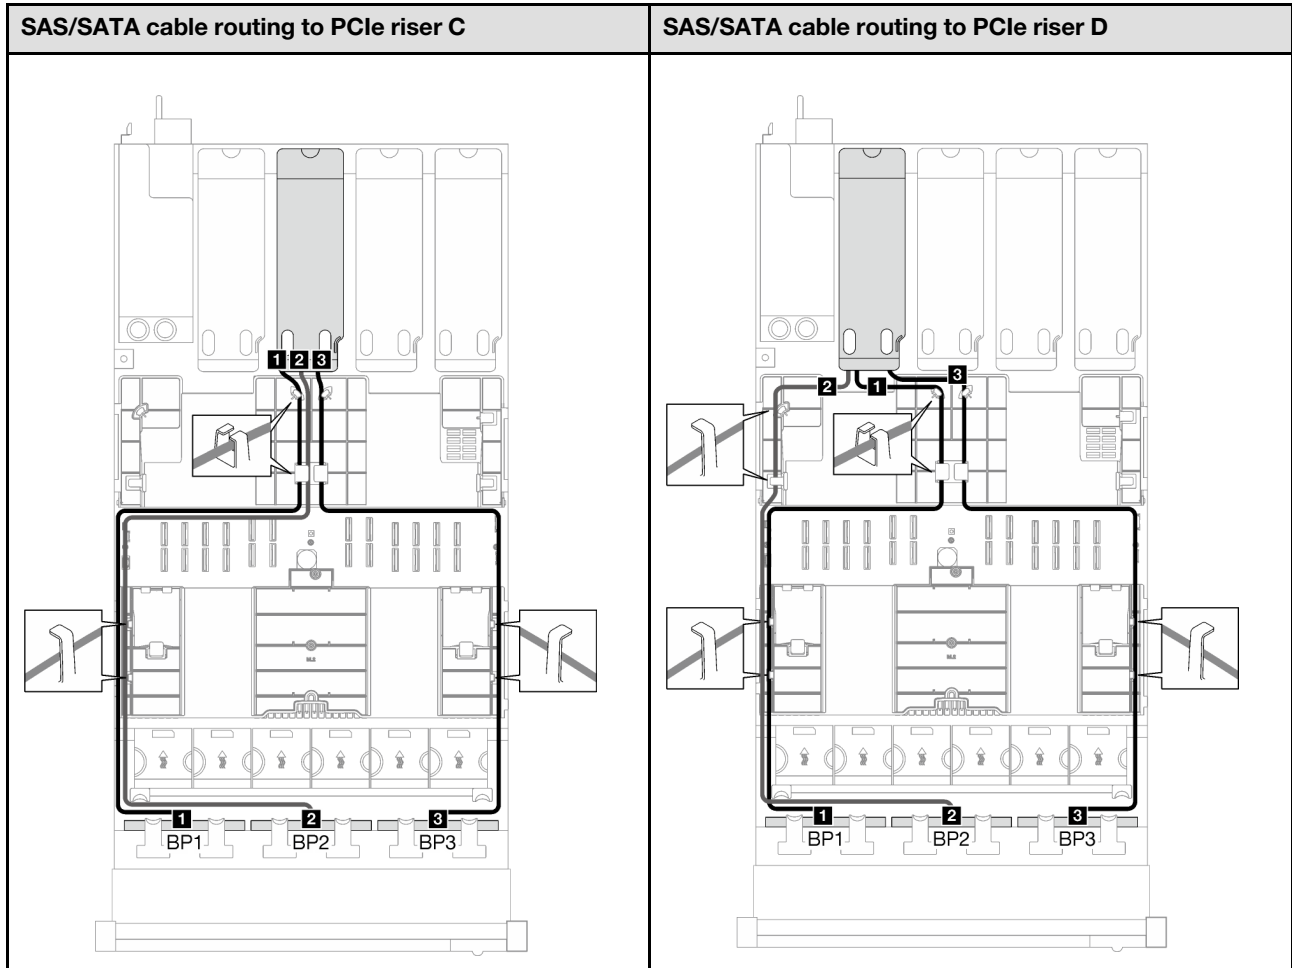 SAS/SATA cable routing to PCIe riser C
SAS/SATA cable routing to PCIe riser D
1 2 3
2 1 3
1 2 3
BP1 BP2 BP3
1 2 3
BP1 BP2 BP3